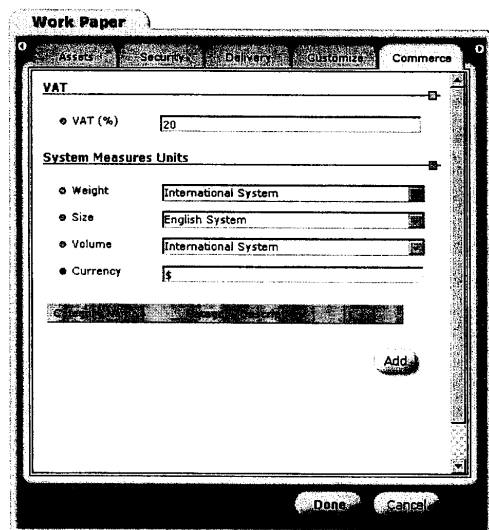 Work Paper
Assets Security Delivery Customize Commerce
VAT
VAT (%) 20
System Measures Units
Weight International System
Size English System
Volume International System
Currency $
Add
Done Cancel